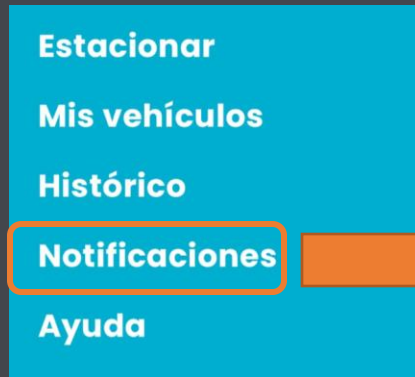 Estacionar
Mis vehículos
Histórico
Notificaciones
Ayuda